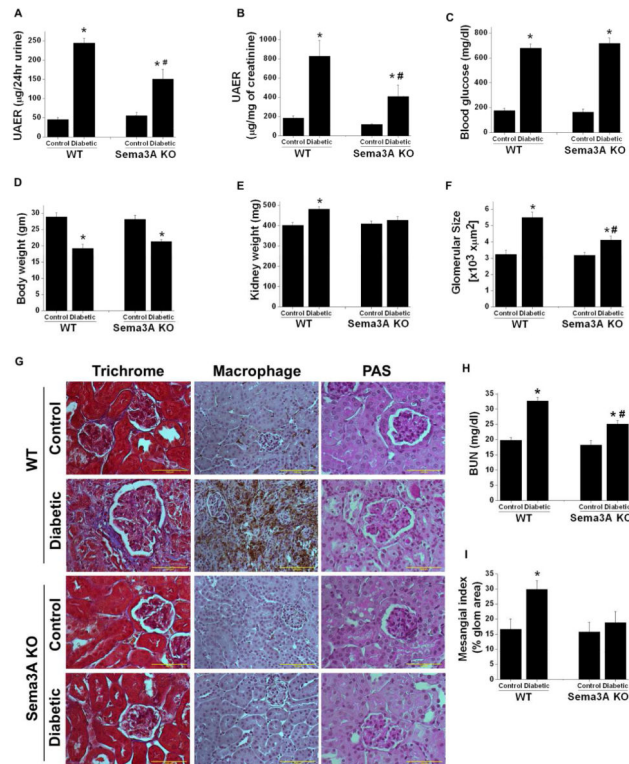 A
UAER (μg/24hr urine)
250
200
150
100
50
0
*
* #
Control Diabetic Control Diabetic
WT Sema3A KO
B
UAER
(μg/mg of creatinine)
1000
800
600
400
200
0
*
* #
Control Diabetic Control Diabetic
WT Sema3A KO
C
Blood glucose (mg/dl)
800
600
400
200
0
*
*
Control Diabetic Control Diabetic
WT Sema3A KO
D
Body weight (gm)
30
25
20
15
10
5
0
*
*
Control Diabetic Control Diabetic
WT Sema3A KO
E
Kidney weight (mg)
500
400
300
200
100
0
*
Control Diabetic Control Diabetic
WT Sema3A KO
F
Glomerular Size
[x10³ xμm²]
6
5
4
3
2
1
0
*
*#
Control Diabetic Control Diabetic
WT Sema3A KO
G
Trichrome Macrophage PAS
WT
Control
Diabetic
Sema3A KO
Control
Diabetic
H
BUN (mg/dl)
35
30
25
20
15
10
5
0
*
* #
Control Diabetic Control Diabetic
WT Sema3A KO
I
Mesangial index
(% glom area)
35
30
25
20
15
10
5
0
*
Control Diabetic Control Diabetic
WT Sema3A KO